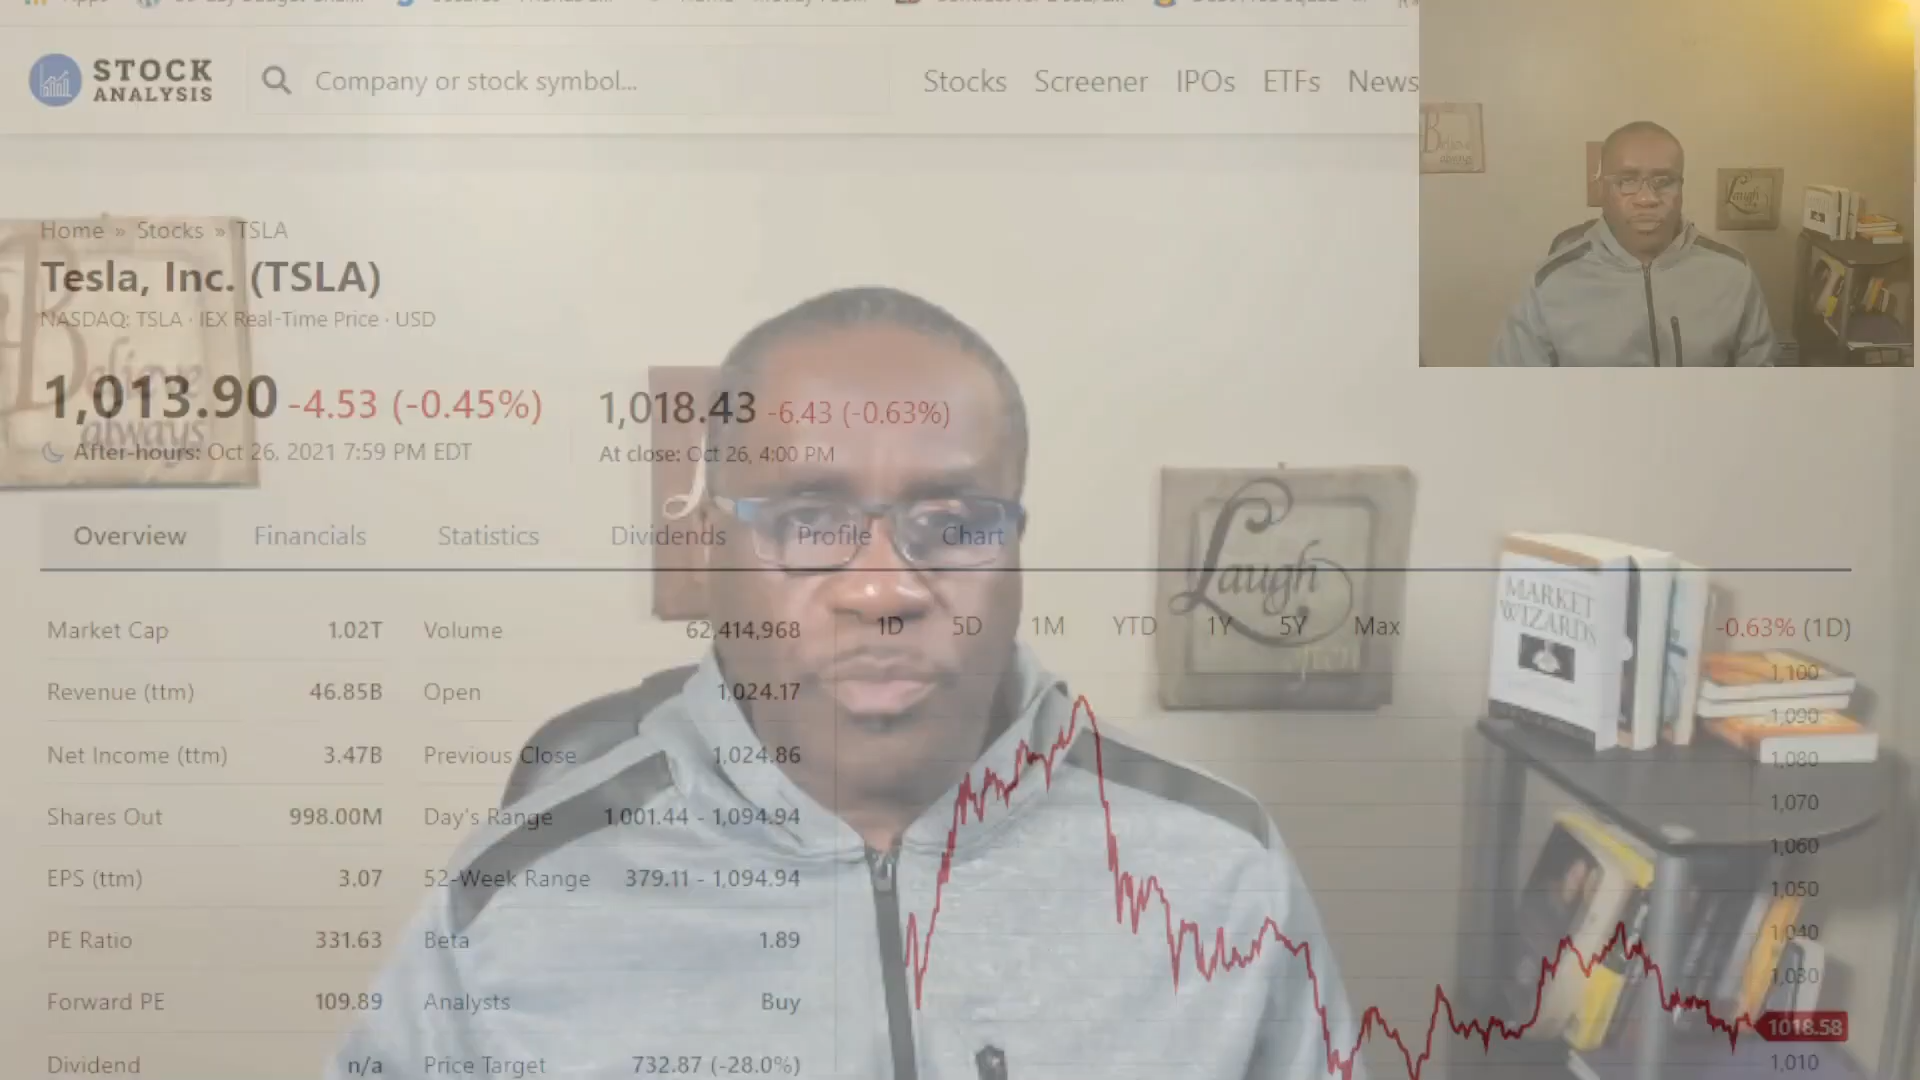 STOCK
ANALYSIS
Company or stock symbol...
Stocks Screener IPOs ETFs News
Home » Stocks » TSLA
Tesla, Inc. (TSLA)
NASDAQ: TSLA · IEX Real-Time Price · USD
Believe
always
Believe
always
Laugh
1,013.90 -4.53 (-0.45%)
After-hours: Oct 26, 2021 7:59 PM EDT
1,018.43 -6.43 (-0.63%)
At close: Oct 26, 4:00 PM
Laugh
Overview Financials Statistics Dividends Profile Chart
MARKET
WIZARDS
Market Cap 1.02T Volume 62,414,968
1D 5D 1M YTD 1Y 5Y Max -0.63% (1D)
Revenue (ttm) 46.85B Open 1,024.17
Net Income (ttm) 3.47B Previous Close 1,024.86
Shares Out 998.00M Day's Range 1,001.44 - 1,094.94
EPS (ttm) 3.07 52-Week Range 379.11 - 1,094.94
PE Ratio 331.63 Beta 1.89
Forward PE 109.89 Analysts Buy
Dividend n/a Price Target 732.87 (-28.0%)
1,100
1,090
1,080
1,070
1,060
1,050
1,040
1,030
1018.58
1,010